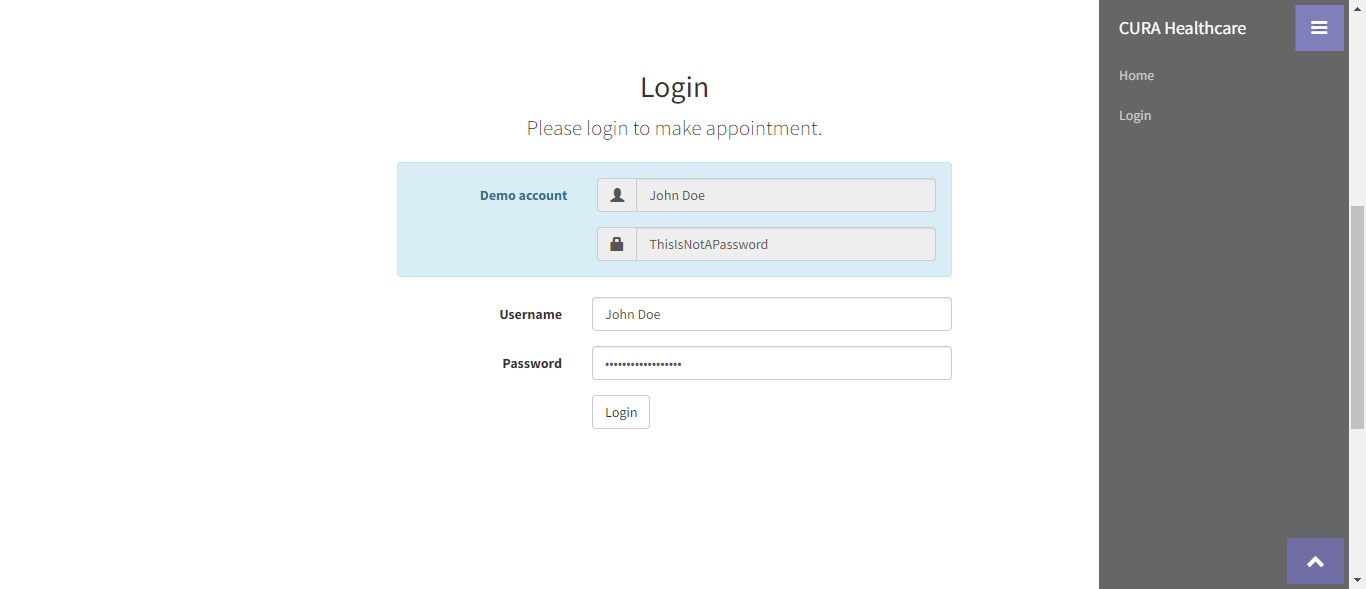 Login
Please login to make appointment.
Demo account
John Doe
ThisIsNotAPassword
Username
John Doe
Password
••••••••••••••••••
Login
CURA Healthcare
Home
Login